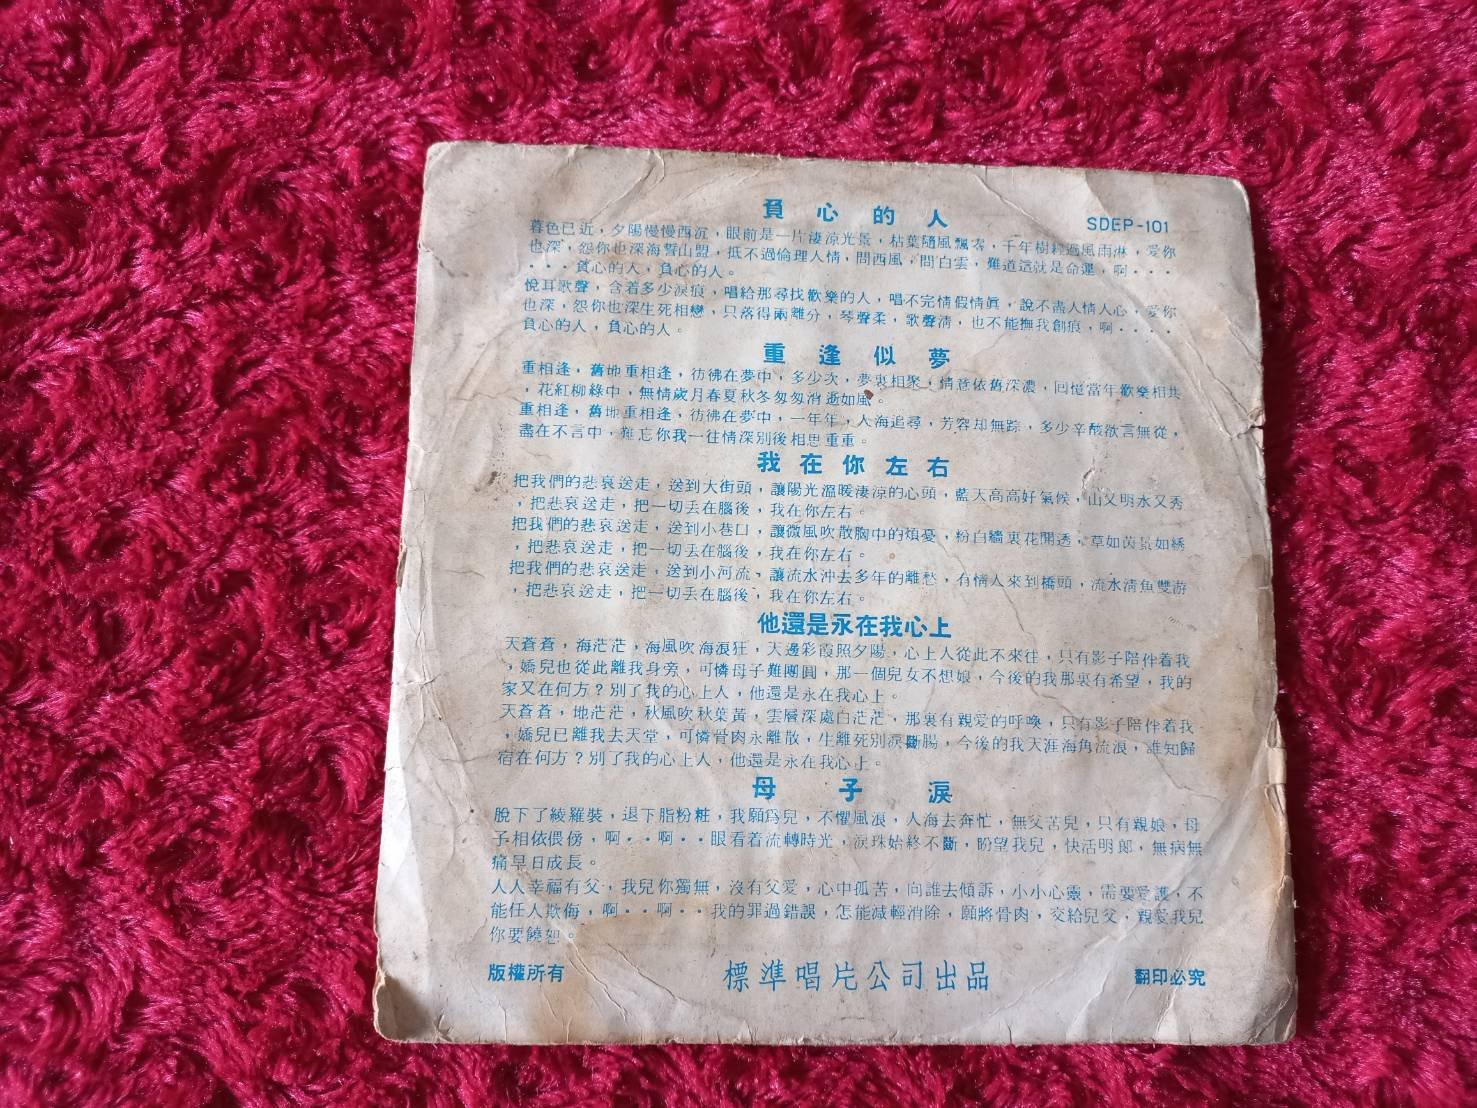 負心的人
SDEP-101
暮色已近，夕陽慢慢西沉，眼前是一片淒涼光景，枯葉隨風飄零，千年樹經過風雨淋，愛你
也深，怨你也深海誓山盟，抵不過倫理人情，問西風，問白雲，難道這就是命運，啊・・・
・・・負心的人，負心的人。
悅耳歌聲，含着多少淚痕，唱給那尋找歡樂的人，唱不完情假情眞，說不盡人情人心，愛你
也深，怨你也深生死相戀，只落得兩離分，琴聲柔，歌聲淸，也不能撫我創痕，啊・・・・
負心的人，負心的人。
重逢似夢
重相逢，舊地重相逢，彷彿在夢中，多少次，夢裏相聚，情意依舊深濃，回憶當年歡樂相共
，花紅柳綠中，無情歲月春夏秋冬匆匆消逝如風。
重相逢，舊地重相逢，彷彿在夢中，一年年，人海追尋，芳容却無踪，多少辛酸欲言無從，
盡在不言中，難忘你我一往情深別後相思重重。
我在你左右
把我們的悲哀送走，送到大街頭，讓陽光溫暖淒涼的心頭，藍天高高好氣候，山又明水又秀
，把悲哀送走，把一切丢在腦後，我在你左右。
把我們的悲哀送走，送到小巷口，讓微風吹散胸中的煩憂，粉白牆裏花開透，草如茵景如綉
，把悲哀送走，把一切丢在腦後，我在你左右。
把我們的悲哀送走，送到小河流，讓流水沖去多年的離愁，有情人來到橋頭，流水淸魚雙游
，把悲哀送走，把一切丢在腦後，我在你左右。
他還是永在我心上
天蒼蒼，海茫茫，海風吹海浪狂，天邊彩霞照夕陽，心上人從此不來往，只有影子陪伴着我
，嬌兒也從此離我身旁，可憐母子難團圓，那一個兒女不想娘，今後的我那裏有希望，我的
家又在何方？別了我的心上人，他還是永在我心上。
天蒼蒼，地茫茫，秋風吹秋葉黃，雲層深處白茫茫，那裏有親愛的呼喚，只有影子陪伴着我
，嬌兒已離我去天堂，可憐骨肉永離散，生離死別淚斷腸，今後的我天涯海角流浪，誰知歸
宿在何方？別了我的心上人，他還是永在我心上。
母子淚
脫下了綾羅裝，退下脂粉粧，我願爲兒，不懼風浪，人海去奔忙，無父苦兒，只有親娘，母
子相依偎傍，啊・・啊・・眼看着流轉時光，淚珠始終不斷，盼望我兒，快活明郎，無病無
痛早日成長。
人人幸福有父，我兒你獨無，沒有父愛，心中孤苦，向誰去傾訴，小小心靈，需要愛護，不
能任人欺侮，啊・・啊・・我的罪過錯誤，怎能減輕消除，願將骨肉，交給兒父，親愛我兒
你要饒恕。
版權所有
標準唱片公司出品
翻印必究